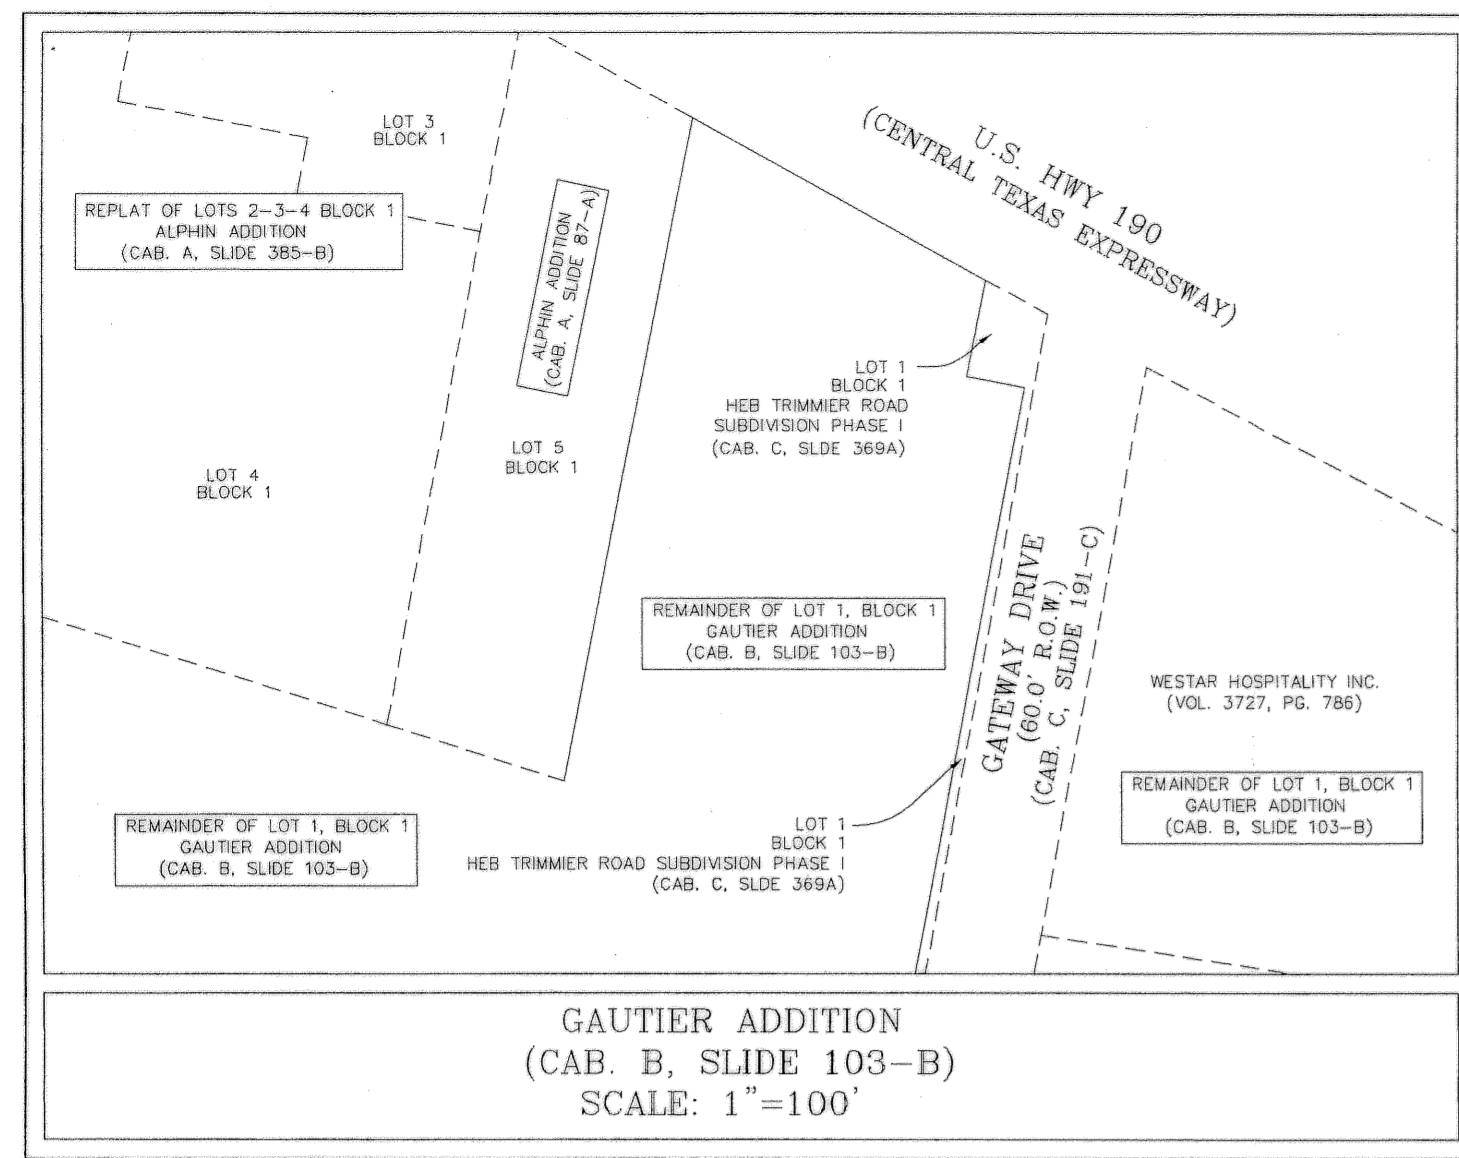 LOT 3
BLOCK 1
REPLAT OF LOTS 2-3-4 BLOCK 1
ALPHIN ADDITION
(CAB. A, SLIDE 385-B)
ALPHIN ADDITION
(CAB. A, SLIDE 87-A)
U.S. HWY 190
(CENTRAL TEXAS EXPRESSWAY)
LOT 1
BLOCK 1
HEB TRIMMIER ROAD
SUBDIVISION PHASE I
(CAB. C, SLDE 369A)
LOT 5
BLOCK 1
LOT 4
BLOCK 1
REMAINDER OF LOT 1, BLOCK 1
GAUTIER ADDITION
(CAB. B, SLIDE 103-B)
GATEWAY DRIVE
(60.0' R.O.W.)
(CAB. C, SLIDE 191-C)
WESTAR HOSPITALITY INC.
(VOL. 3727, PG. 786)
REMAINDER OF LOT 1, BLOCK 1
GAUTIER ADDITION
(CAB. B, SLIDE 103-B)
REMAINDER OF LOT 1, BLOCK 1
GAUTIER ADDITION
(CAB. B, SLIDE 103-B)
LOT 1
BLOCK 1
HEB TRIMMIER ROAD SUBDIVISION PHASE I
(CAB. C, SLDE 369A)
GAUTIER ADDITION
(CAB. B, SLIDE 103-B)
SCALE: 1"=100'